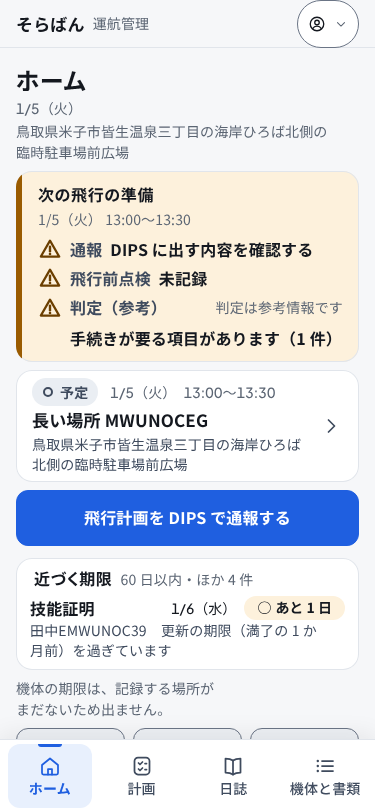 そらばん 運航管理
ホーム
1/5（火）
鳥取県米子市皆生温泉三丁目の海岸ひろば北側の
臨時駐車場前広場
次の飛行の準備
1/5（火） 13:00〜13:30
通報 DIPS に出す内容を確認する
飛行前点検 未記録
判定（参考） 判定は参考情報です
手続きが要る項目があります（1 件）
予定 1/5（火） 13:00〜13:30
長い場所 MWUNOCEG
鳥取県米子市皆生温泉三丁目の海岸ひろば
北側の臨時駐車場前広場
飛行計画を DIPS で通報する
近づく期限 60 日以内・ほか 4 件
技能証明 1/6（水） あと 1 日
田中EMWUNOC39 更新の期限（満了の 1 か
月前）を過ぎています
機体の期限は、記録する場所が
まだないため出ません。
ホーム 計画 日誌 機体と書類